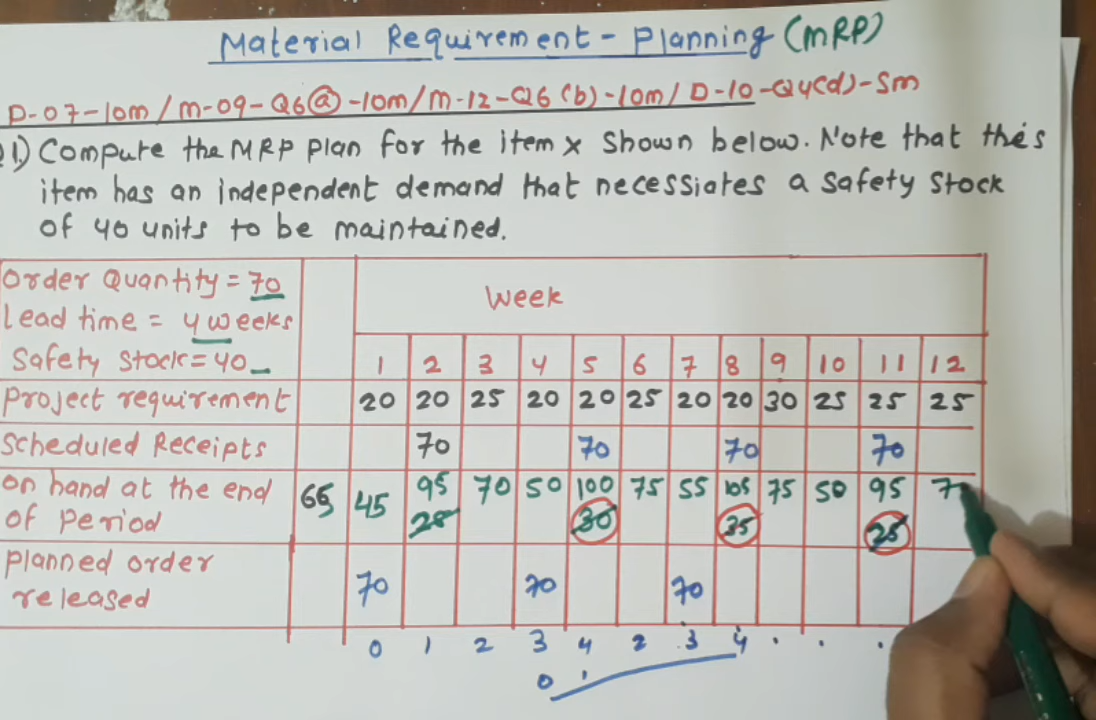 Material Requirement - Planning (MRP)
D-07-10m / M-09-Q6(a)-10m / M-12-Q6 (b)-10m / D-10-Q4(d)-5m
1) Compute the MRP Plan for the item x shown below. Note that this
item has an independent demand that necessiates a safety stock
of 40 units to be maintained.
Order Quantity = 70
Lead time = 4 weeks
Safety stock = 40
Week
1 2 3 4 5 6 7 8 9 10 11 12
Project requirement 20 20 25 20 20 25 20 20 30 25 25 25
Scheduled Receipts 70 70 70 70
on hand at the end of Period 65 45 95 70 50 100 75 55 105 75 50 95
25 30 35 25
Planned order released 70 70 70
0 1 2 3 4 2 3 4 . . .
0 1